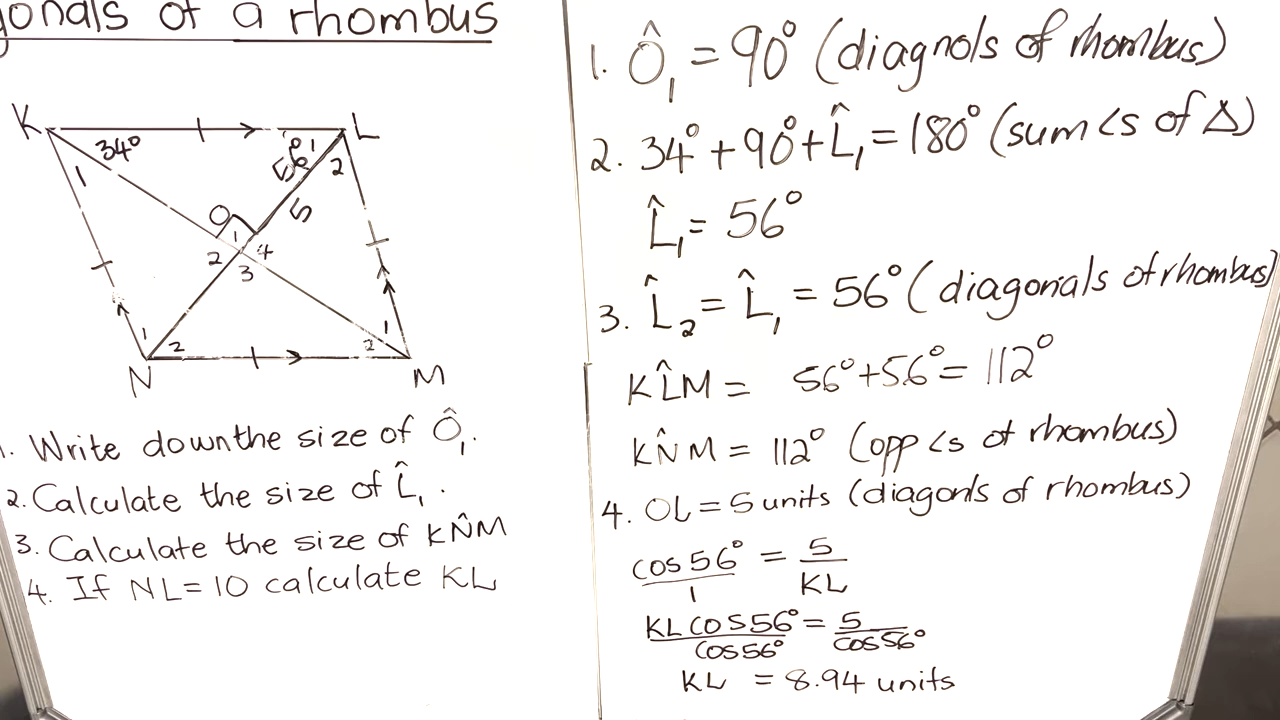 gonals of a rhombus
K
L
34°
1
56°
1
2
5
O
1
2
4
3
1
2
1
2
N
M
1. Write down the size of Ô₁.
2. Calculate the size of L̂₁.
3. Calculate the size of KN̂M
4. If NL = 10 calculate KL
1. Ô₁ = 90° (diagnols of rhombus)
2. 34° + 90° + L̂₁ = 180° (sum <s of Δ)
L̂₁ = 56°
3. L̂₂ = L̂₁ = 56° (diagonals of rhombus)
KL̂M = 56° + 56° = 112°
KN̂M = 112° (opp <s of rhombus)
4. OL = 5 units (diagonls of rhombus)
cos 56° / 1 = 5 / KL
KL cos 56° / cos 56° = 5 / cos 56°
KL = 8.94 units